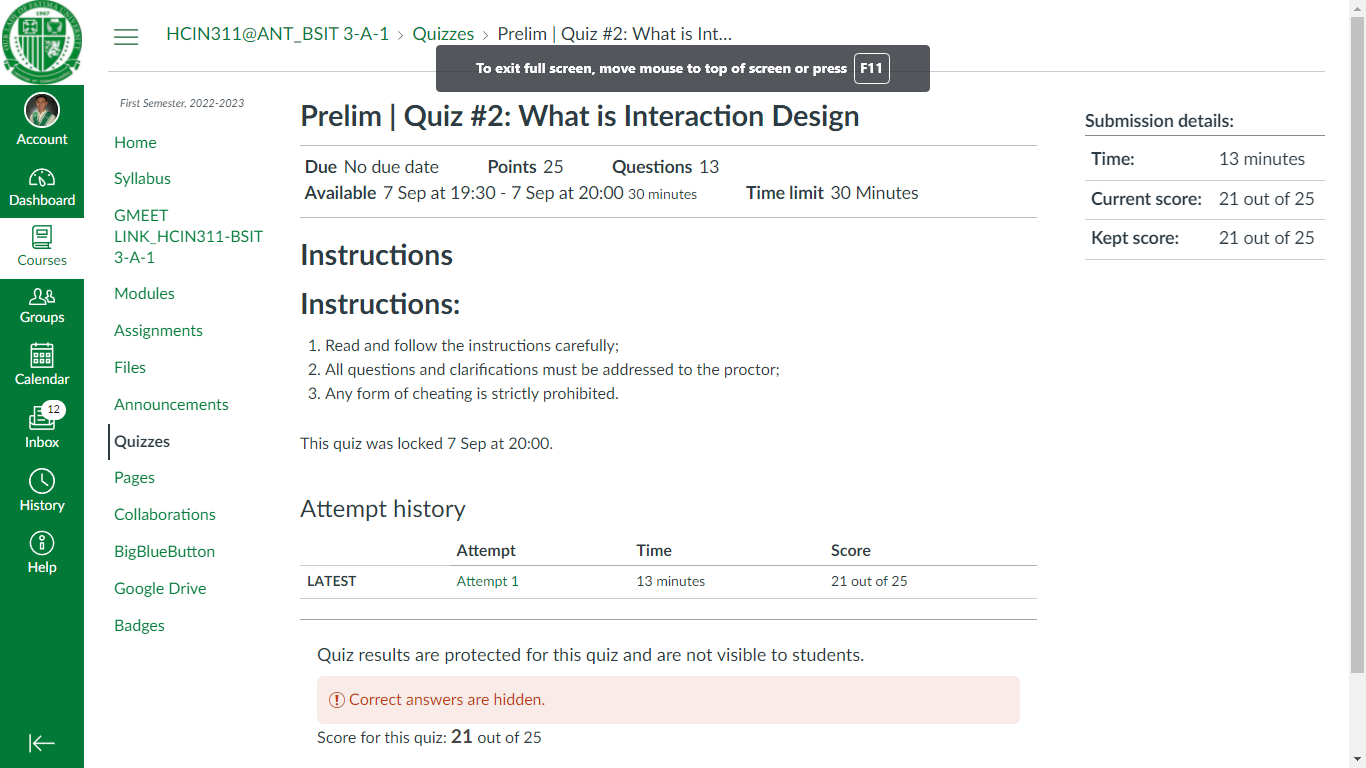 HCIN311@ANT_BSIT 3-A-1 › Quizzes › Prelim | Quiz #2: What is Int...
To exit full screen, move mouse to top of screen or press F11
Account
Dashboard
Courses
Groups
Calendar
12
Inbox
History
Help
First Semester, 2022-2023
Home
Syllabus
GMEET
LINK_HCIN311-BSIT
3-A-1
Modules
Assignments
Files
Announcements
Quizzes
Pages
Collaborations
BigBlueButton
Google Drive
Badges
Prelim | Quiz #2: What is Interaction Design
Due No due date Points 25 Questions 13
Available 7 Sep at 19:30 - 7 Sep at 20:00 30 minutes Time limit 30 Minutes
Instructions
Instructions:
1. Read and follow the instructions carefully;
2. All questions and clarifications must be addressed to the proctor;
3. Any form of cheating is strictly prohibited.
This quiz was locked 7 Sep at 20:00.
Attempt history
Attempt Time Score
LATEST Attempt 1 13 minutes 21 out of 25
Quiz results are protected for this quiz and are not visible to students.
Correct answers are hidden.
Score for this quiz: 21 out of 25
Submission details:
Time: 13 minutes
Current score: 21 out of 25
Kept score: 21 out of 25